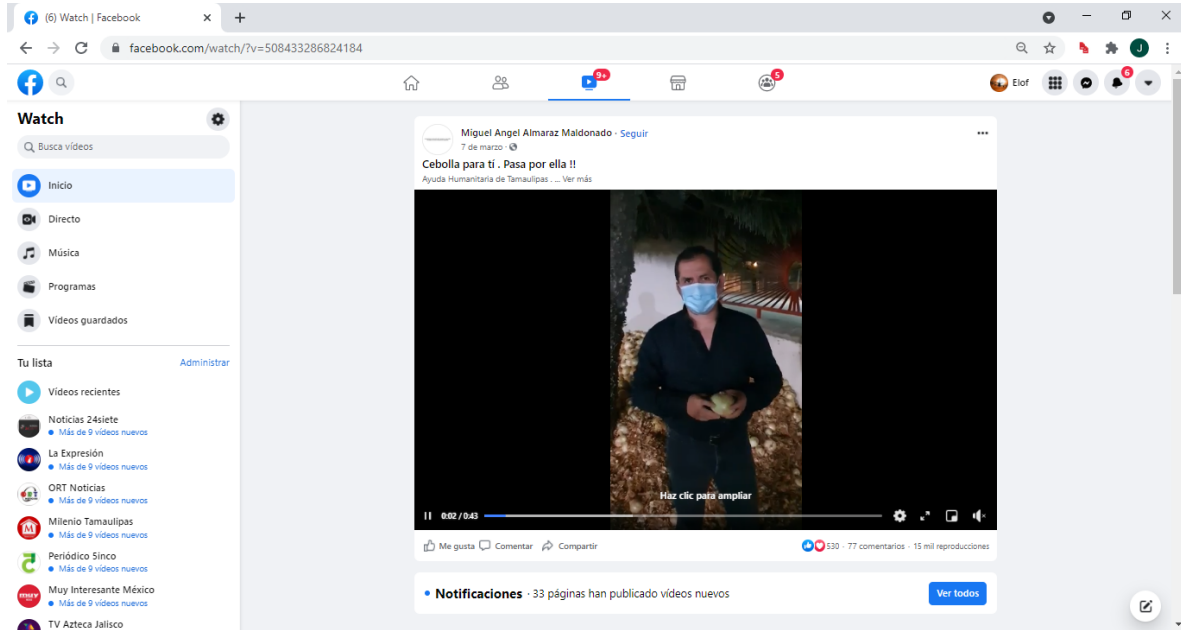 (6) Watch | Facebook
facebook.com/watch/?v=508433286824184
J
9+
5
Elof
6
Watch
Busca vídeos
Inicio
Directo
Música
Programas
Vídeos guardados
Tu lista
Administrar
Vídeos recientes
Noticias 24siete
Más de 9 vídeos nuevos
La Expresión
Más de 9 vídeos nuevos
ORT Noticias
Más de 9 vídeos nuevos
Milenio Tamaulipas
Más de 9 vídeos nuevos
Periódico 5inco
Más de 9 vídeos nuevos
Muy Interesante México
Más de 9 vídeos nuevos
TV Azteca Jalisco
Miguel Angel Almaraz Maldonado · Seguir
7 de marzo ·
Cebolla para tí . Pasa por ella !!
Ayuda Humanitaria de Tamaulipas . ... Ver más
Haz clic para ampliar
0:02 / 0:43
Me gusta Comentar Compartir
530 · 77 comentarios · 15 mil reproducciones
Notificaciones · 33 páginas han publicado vídeos nuevos
Ver todos